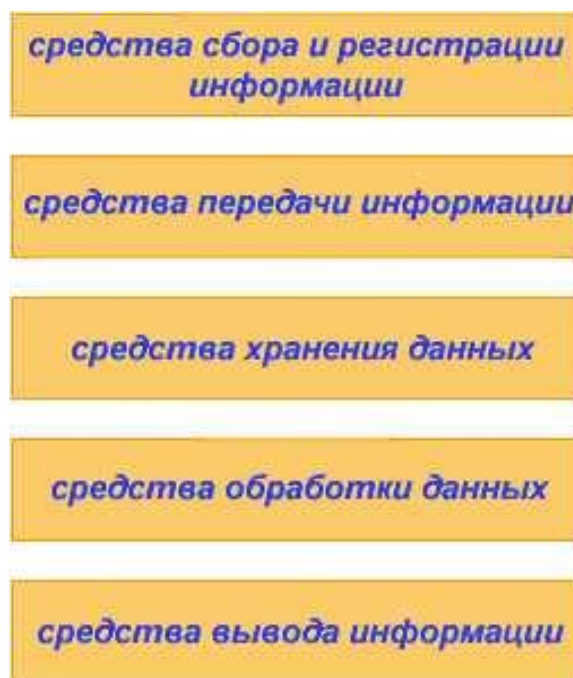 средства сбора и регистрации
информации
средства передачи информации
средства хранения данных
средства обработки данных
средства вывода информации